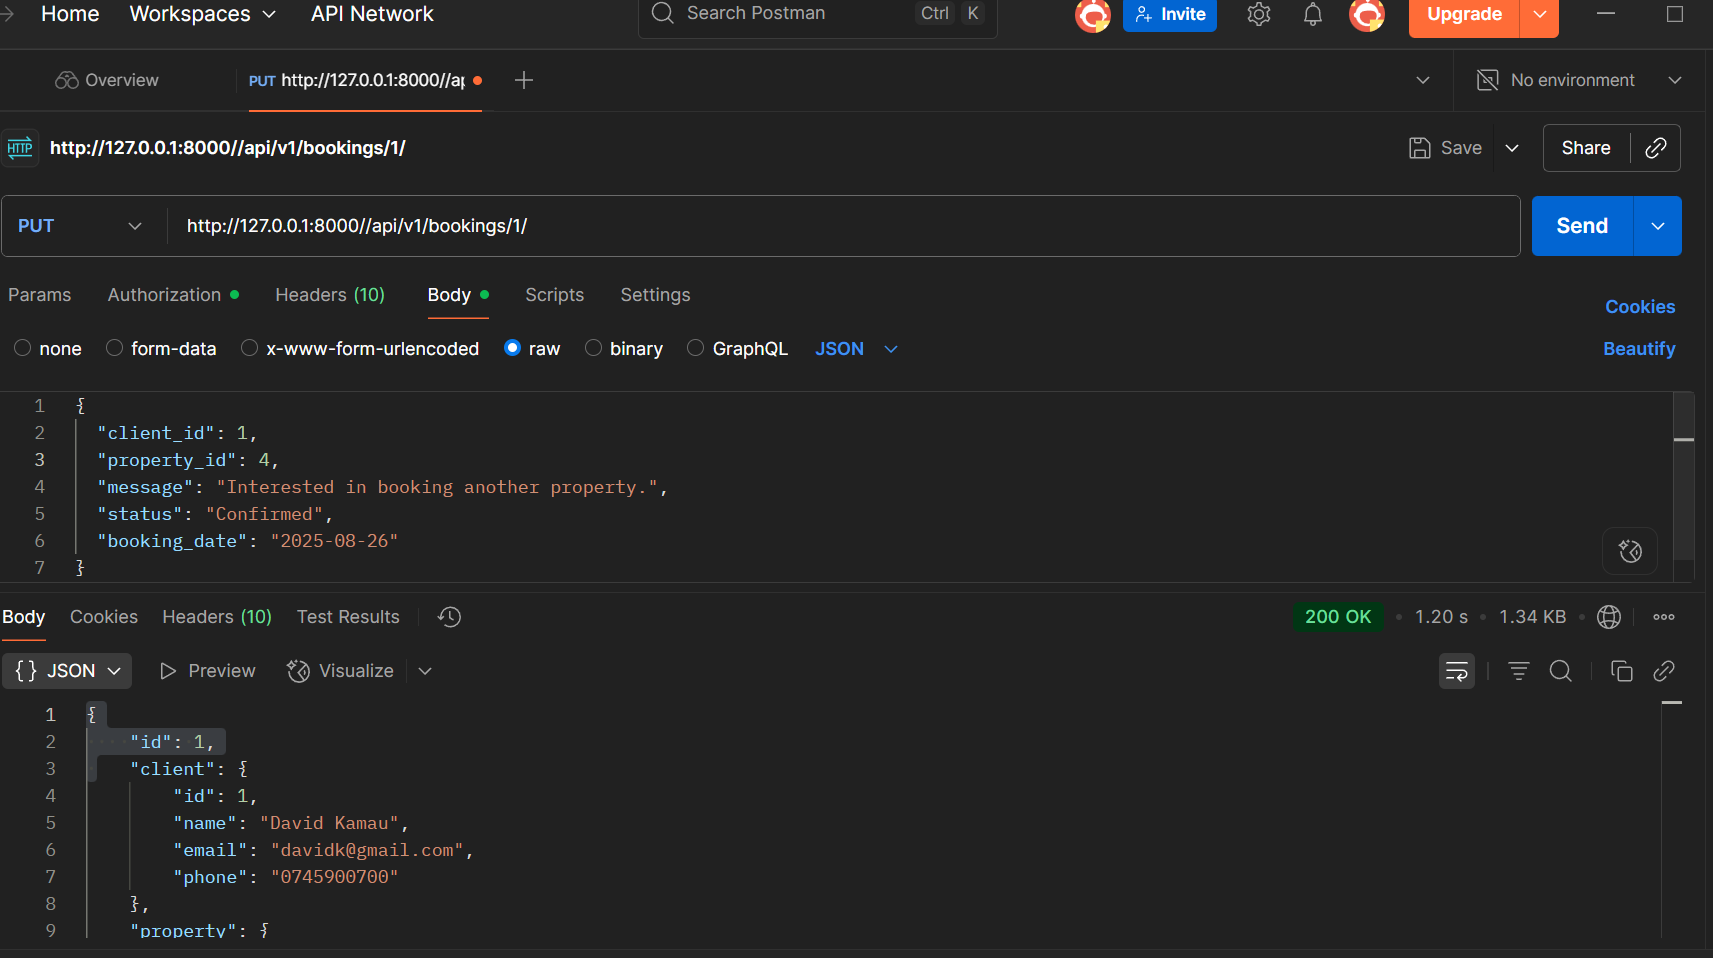 Home Workspaces API Network Search Postman Ctrl K Invite Upgrade
Overview PUT http://127.0.0.1:8000//ap No environment
HTTP http://127.0.0.1:8000//api/v1/bookings/1/ Save Share
PUT http://127.0.0.1:8000//api/v1/bookings/1/ Send
Params Authorization Headers (10) Body Scripts Settings Cookies
none form-data x-www-form-urlencoded raw binary GraphQL JSON Beautify
1 {
2 "client_id": 1,
3 "property_id": 4,
4 "message": "Interested in booking another property.",
5 "status": "Confirmed",
6 "booking_date": "2025-08-26"
7 }
Body Cookies Headers (10) Test Results 200 OK • 1.20 s • 1.34 KB •
{} JSON Preview Visualize
1 {
2 "id": 1,
3 "client": {
4 "id": 1,
5 "name": "David Kamau",
6 "email": "davidk@gmail.com",
7 "phone": "0745900700"
8 },
9 "property": {